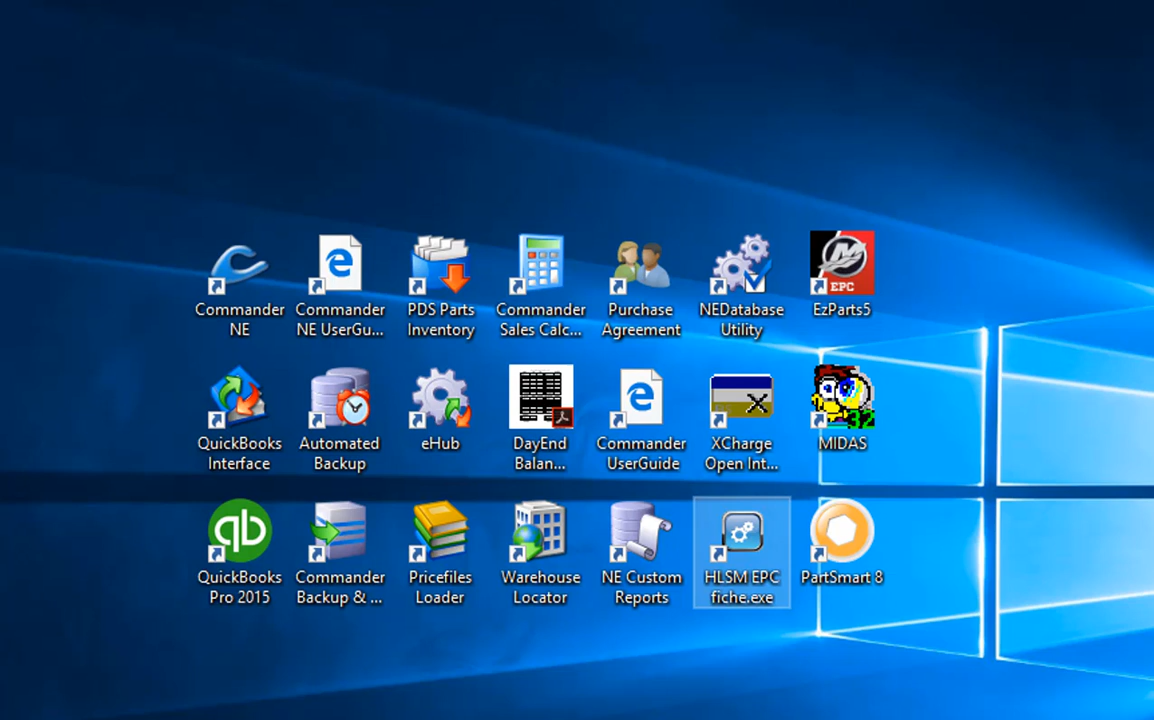 Commander
NE
Commander
NE UserGu...
PDS Parts
Inventory
Commander
Sales Calc...
Purchase
Agreement
NEDatabase
Utility
EPC
EzParts5
QuickBooks
Interface
Automated
Backup
eHub
DayEnd
Balan...
Commander
UserGuide
X
XCharge
Open Int...
32
MIDAS
qb
QuickBooks
Pro 2015
Commander
Backup & ...
Pricefiles
Loader
Warehouse
Locator
NE Custom
Reports
HLSM EPC
fiche.exe
PartSmart 8